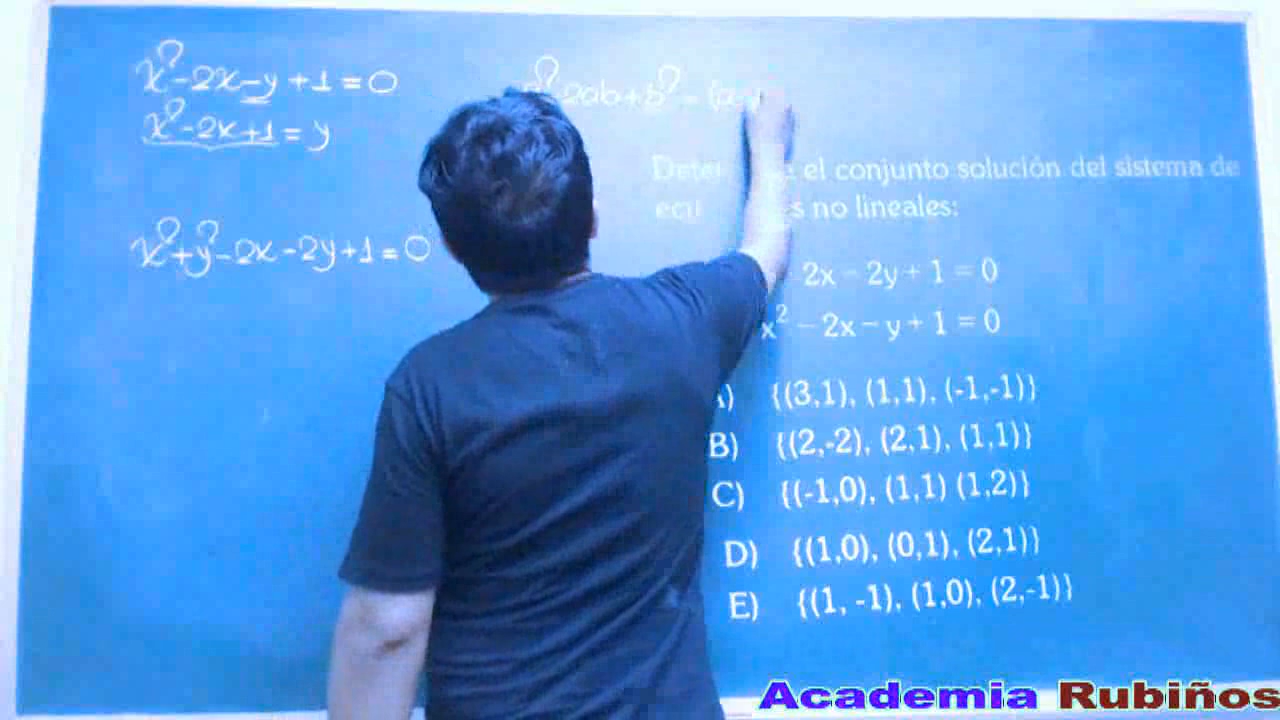 x²-2x-y+1=0
x²-2x+1=y
x²+y²-2x-2y+1=0
2ab+b²=(a-
el conjunto solución del sistema de
no lineales:
2x-2y+1=0
x²-2x-y+1=0
A) {(3,1), (1,1), (-1,-1)}
B) {(2,-2), (2,1), (1,1)}
C) {(-1,0), (1,1) (1,2)}
D) {(1,0), (0,1), (2,1)}
E) {(1, -1), (1,0), (2,-1)}
Academia Rubiños